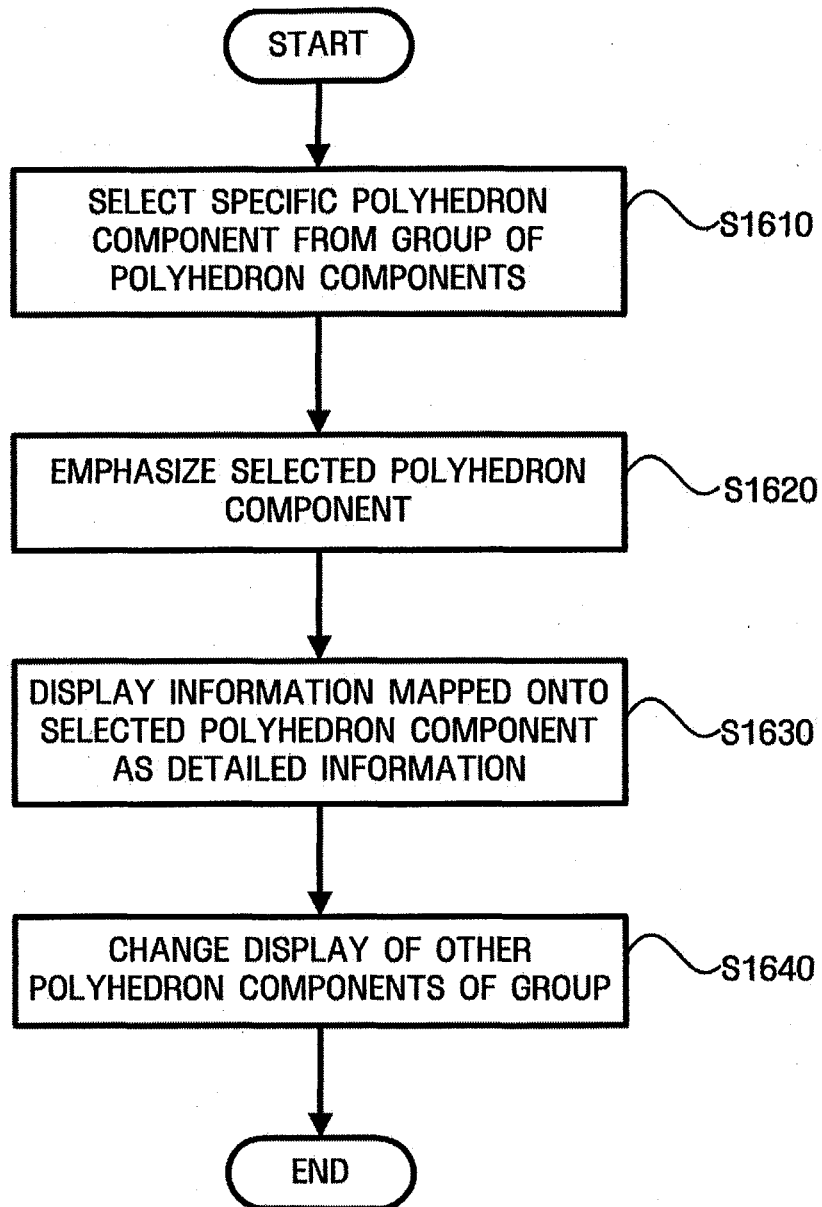 START
SELECT SPECIFIC POLYHEDRON
COMPONENT FROM GROUP OF
POLYHEDRON COMPONENTS
S1610
EMPHASIZE SELECTED POLYHEDRON
COMPONENT
S1620
DISPLAY INFORMATION MAPPED ONTO
SELECTED POLYHEDRON COMPONENT
AS DETAILED INFORMATION
S1630
CHANGE DISPLAY OF OTHER
POLYHEDRON COMPONENTS OF GROUP
S1640
END